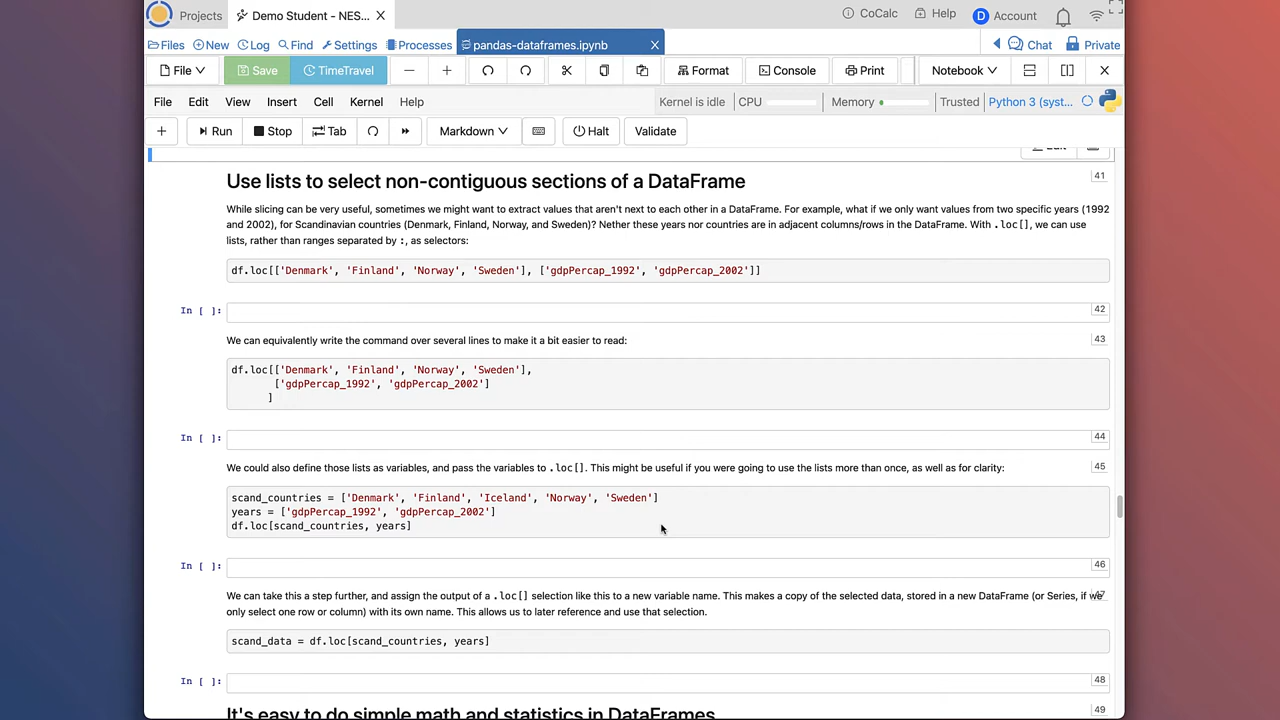 Projects
Demo Student - NES...
CoCalc
Help
Account
Files
New
Log
Find
Settings
Processes
pandas-dataframes.ipynb
Chat
Private
File
Save
TimeTravel
Format
Console
Print
Notebook
File Edit View Insert Cell Kernel Help
Kernel is idle
CPU
Memory
Trusted
Python 3 (syst...
Run
Stop
Tab
Markdown
Halt
Validate
Use lists to select non-contiguous sections of a DataFrame
41
While slicing can be very useful, sometimes we might want to extract values that aren't next to each other in a DataFrame. For example, what if we only want values from two specific years (1992
and 2002), for Scandinavian countries (Denmark, Finland, Norway, and Sweden)? Nether these years nor countries are in adjacent columns/rows in the DataFrame. With .loc[], we can use
lists, rather than ranges separated by :, as selectors:
df.loc[['Denmark', 'Finland', 'Norway', 'Sweden'], ['gdpPercap_1992', 'gdpPercap_2002']]
In [ ]:
42
We can equivalently write the command over several lines to make it a bit easier to read:
43
df.loc[['Denmark', 'Finland', 'Norway', 'Sweden'],
['gdpPercap_1992', 'gdpPercap_2002']
]
In [ ]:
44
We could also define those lists as variables, and pass the variables to .loc[]. This might be useful if you were going to use the lists more than once, as well as for clarity:
45
scand_countries = ['Denmark', 'Finland', 'Iceland', 'Norway', 'Sweden']
years = ['gdpPercap_1992', 'gdpPercap_2002']
df.loc[scand_countries, years]
In [ ]:
46
We can take this a step further, and assign the output of a .loc[] selection like this to a new variable name. This makes a copy of the selected data, stored in a new DataFrame (or Series, if we
47
only select one row or column) with its own name. This allows us to later reference and use that selection.
scand_data = df.loc[scand_countries, years]
In [ ]:
48
It's easy to do simple math and statistics in DataFrames
49